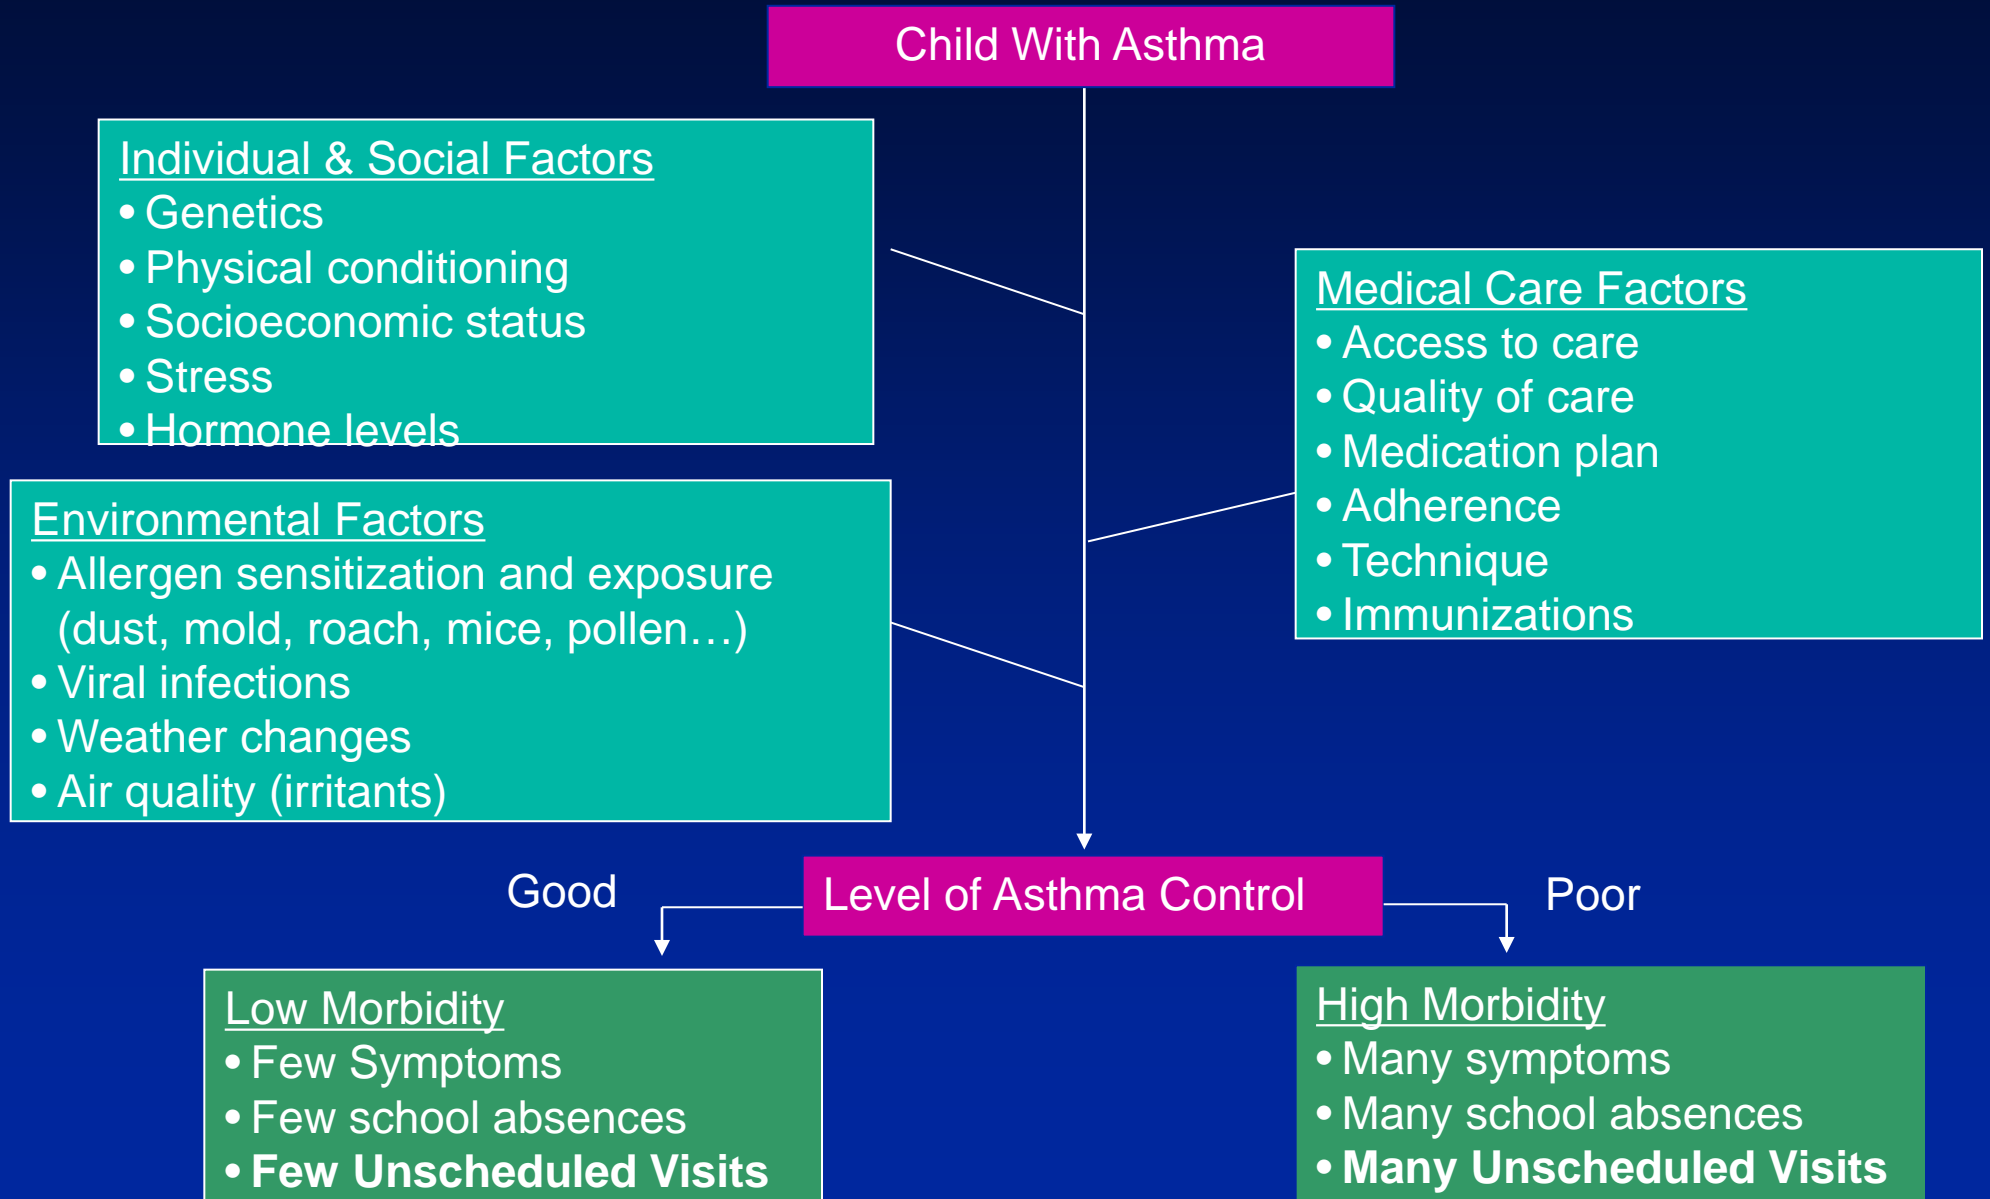 Child With Asthma
Individual & Social Factors
• Genetics
• Physical conditioning
• Socioeconomic status
• Stress
• Hormone levels
Medical Care Factors
• Access to care
• Quality of care
• Medication plan
• Adherence
• Technique
• Immunizations
Environmental Factors
• Allergen sensitization and exposure
(dust, mold, roach, mice, pollen…)
• Viral infections
• Weather changes
• Air quality (irritants)
Good
Level of Asthma Control
Poor
Low Morbidity
• Few Symptoms
• Few school absences
• Few Unscheduled Visits
High Morbidity
• Many symptoms
• Many school absences
• Many Unscheduled Visits